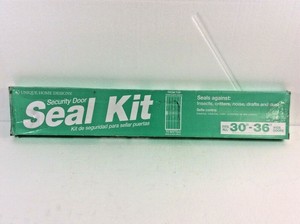 UNIQUE HOME DESIGNS
Security Door
Seal Kit
Kit de seguridad para sellar puertas
Seals against:
insects, critters, noise, drafts and dust
30"-36"